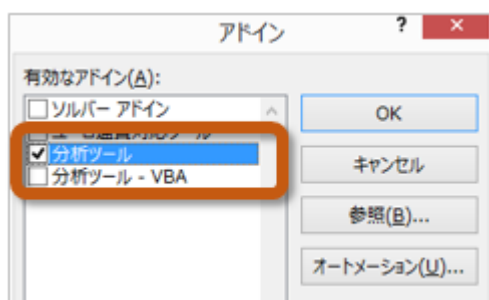 アドイン
?
×
有効なアドイン(A):
ソルバー アドイン
分析ツール
分析ツール - VBA
OK
キャンセル
参照(B)...
オートメーション(U)...